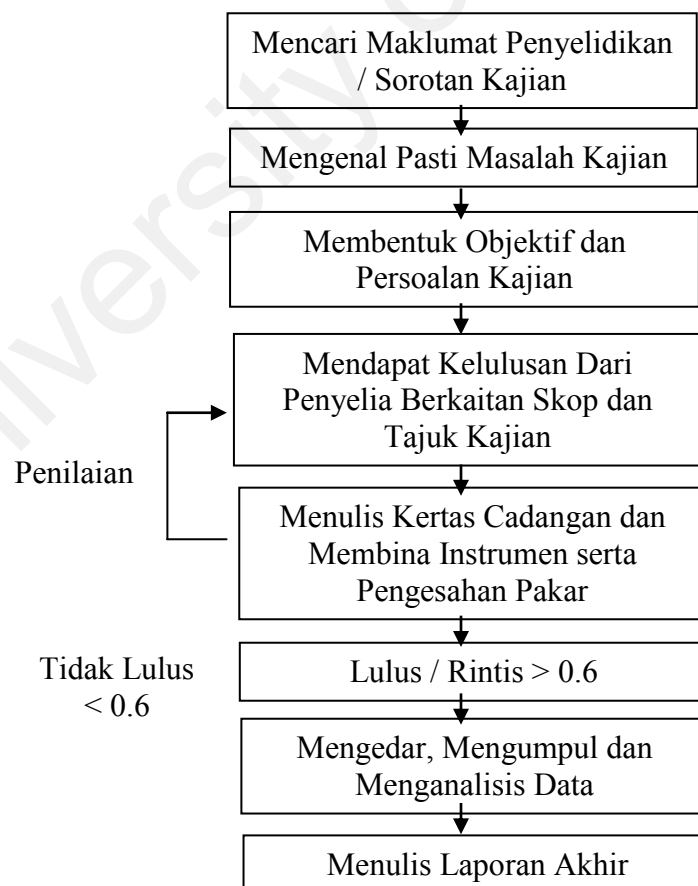 Mencari Maklumat Penyelidikan
/ Sorotan Kajian
Mengenal Pasti Masalah Kajian
Membentuk Objektif dan
Persoalan Kajian
Mendapat Kelulusan Dari
Penyelia Berkaitan Skop dan
Tajuk Kajian
Penilaian
Menulis Kertas Cadangan dan
Membina Instrumen serta
Pengesahan Pakar
Tidak Lulus
< 0.6
Lulus / Rintis > 0.6
Mengedar, Mengumpul dan
Menganalisis Data
Menulis Laporan Akhir